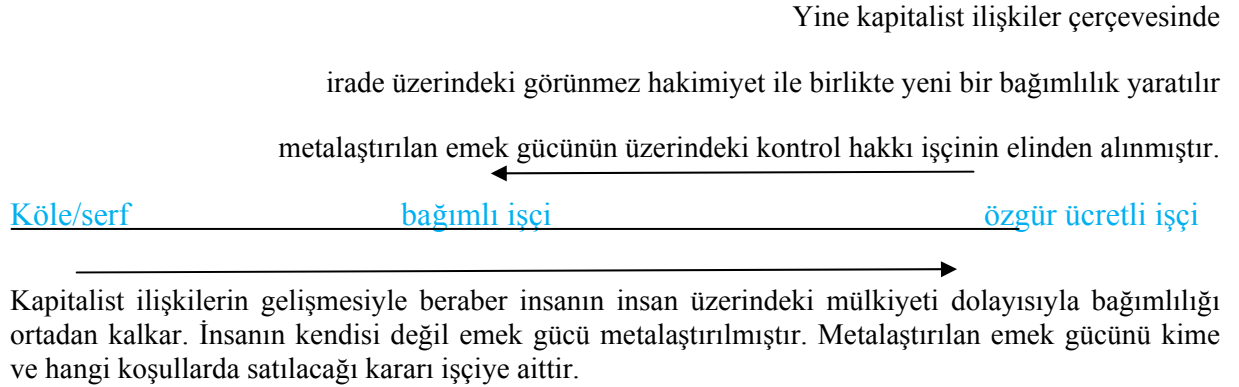 Yine kapitalist ilişkiler çerçevesinde
irade üzerindeki görünmez hakimiyet ile birlikte yeni bir bağımlılık yaratılır
metalaştırılan emek gücünün üzerindeki kontrol hakkı işçinin elinden alınmıştır.
Köle/serf bağımlı işçi özgür ücretli işçi
Kapitalist ilişkilerin gelişmesiyle beraber insanın insan üzerindeki mülkiyeti dolayısıyla bağımlılığı
ortadan kalkar. İnsanın kendisi değil emek gücü metalaştırılmıştır. Metalaştırılan emek gücünü kime
ve hangi koşullarda satılacağı kararı işçiye aittir.